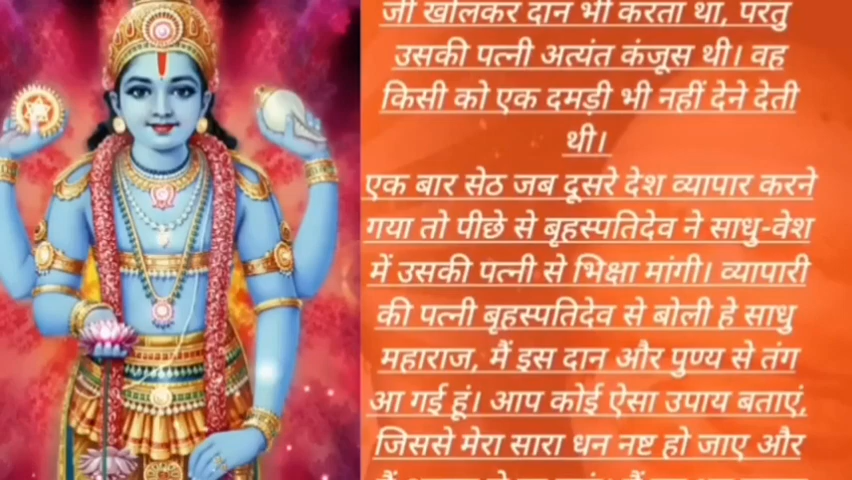 जी खोलकर दान भी करता था, परंतु
उसकी पत्नी अत्यंत कंजूस थी। वह
किसी को एक दमड़ी भी नहीं देने देती
थी।
एक बार सेठ जब दूसरे देश व्यापार करने
गया तो पीछे से बृहस्पतिदेव ने साधु-वेश
में उसकी पत्नी से भिक्षा मांगी। व्यापारी
की पत्नी बृहस्पतिदेव से बोली हे साधु
महाराज, मैं इस दान और पुण्य से तंग
आ गई हूं। आप कोई ऐसा उपाय बताएं,
जिससे मेरा सारा धन नष्ट हो जाए और